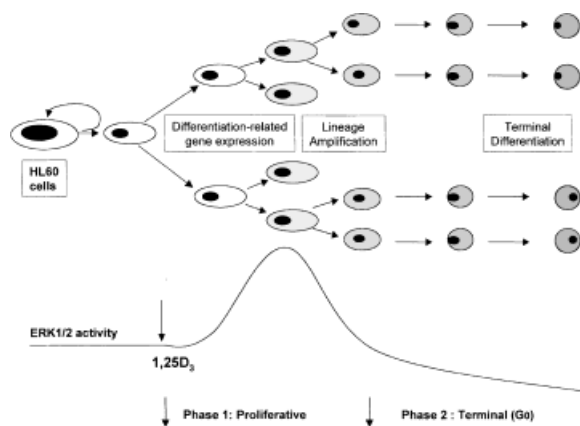 Differentiation-related
gene expression
Lineage
Amplification
Terminal
Differentiation
HL60
cells
ERK1/2 activity
1,25D₃
Phase 1: Proliferative
Phase 2 : Terminal (Go)